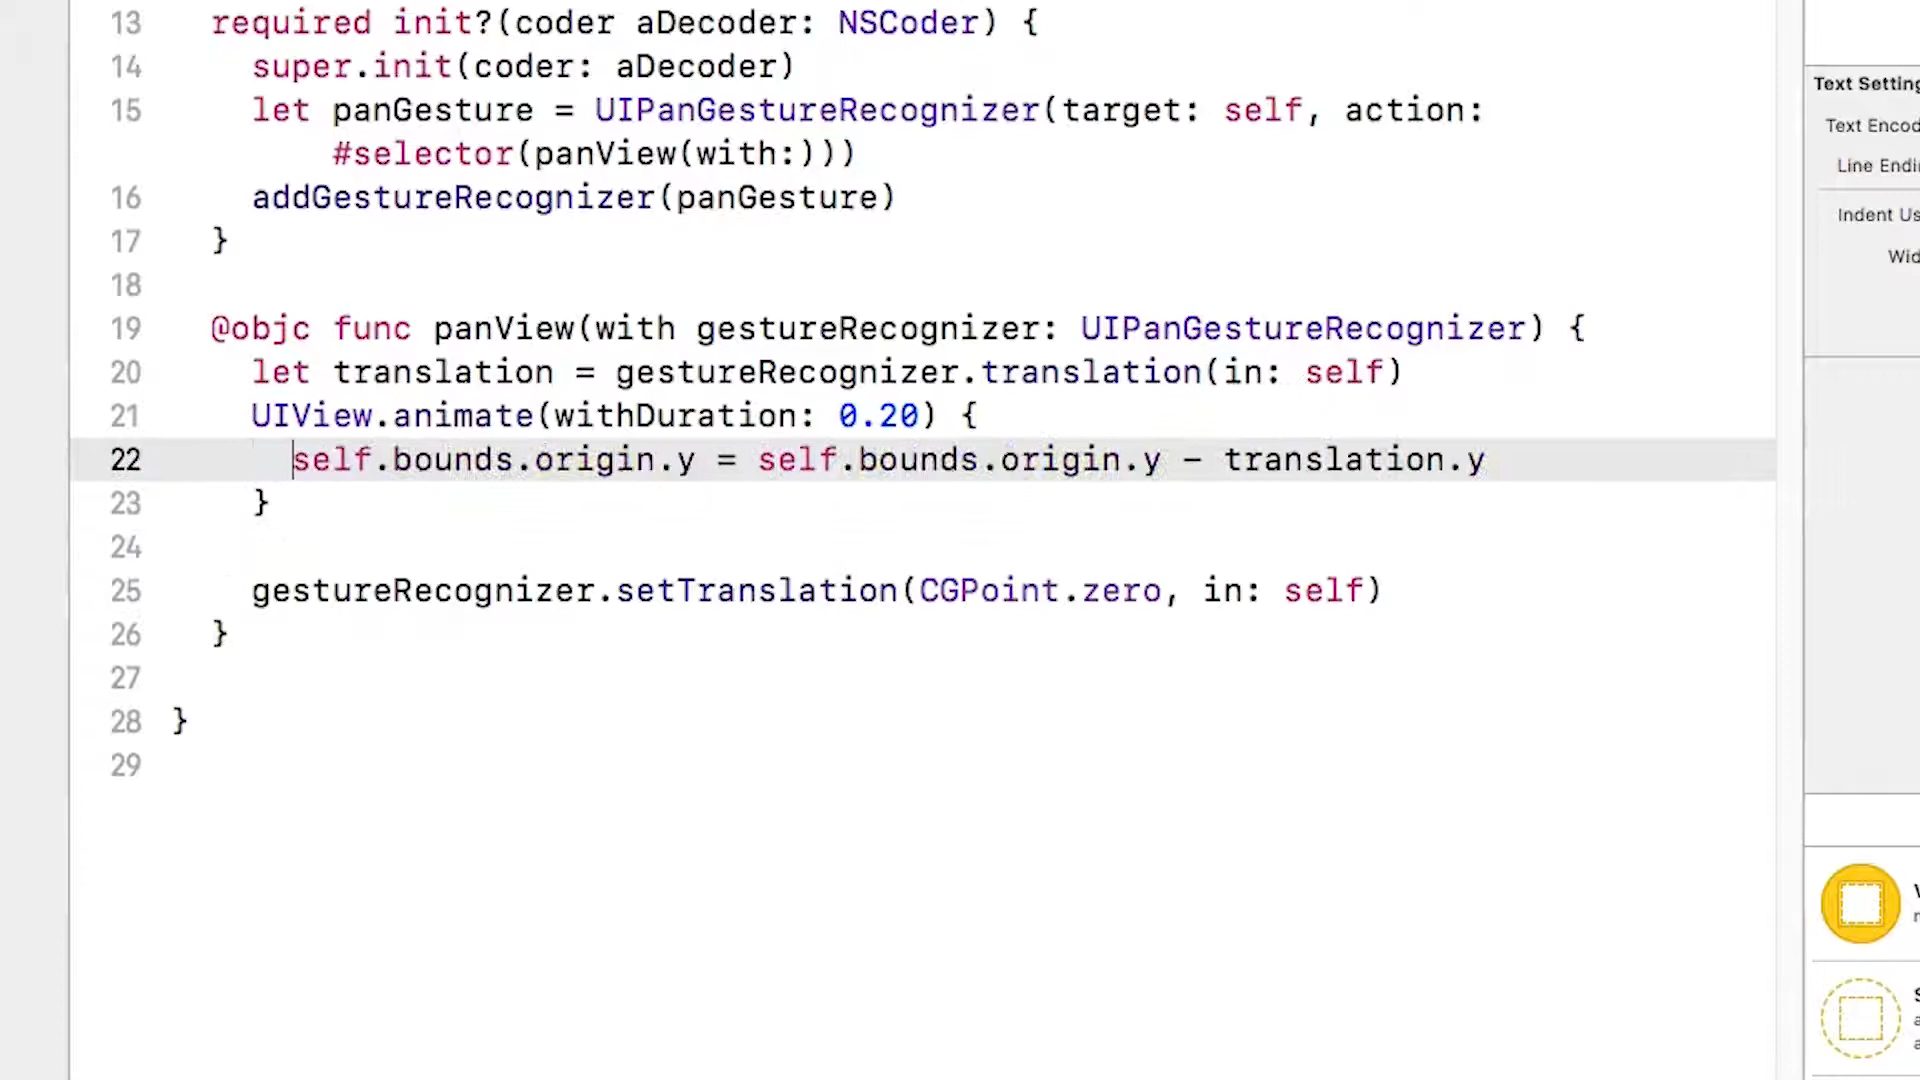 13 required init?(coder aDecoder: NSCoder) {
14 super.init(coder: aDecoder)
15 let panGesture = UIPanGestureRecognizer(target: self, action:
#selector(panView(with:)))
16 addGestureRecognizer(panGesture)
17 }
18
19 @objc func panView(with gestureRecognizer: UIPanGestureRecognizer) {
20 let translation = gestureRecognizer.translation(in: self)
21 UIView.animate(withDuration: 0.20) {
22 self.bounds.origin.y = self.bounds.origin.y - translation.y
23 }
24
25 gestureRecognizer.setTranslation(CGPoint.zero, in: self)
26 }
27
28 }
29
Text Setting
Text Encod
Line Endi
Indent Us
Wid